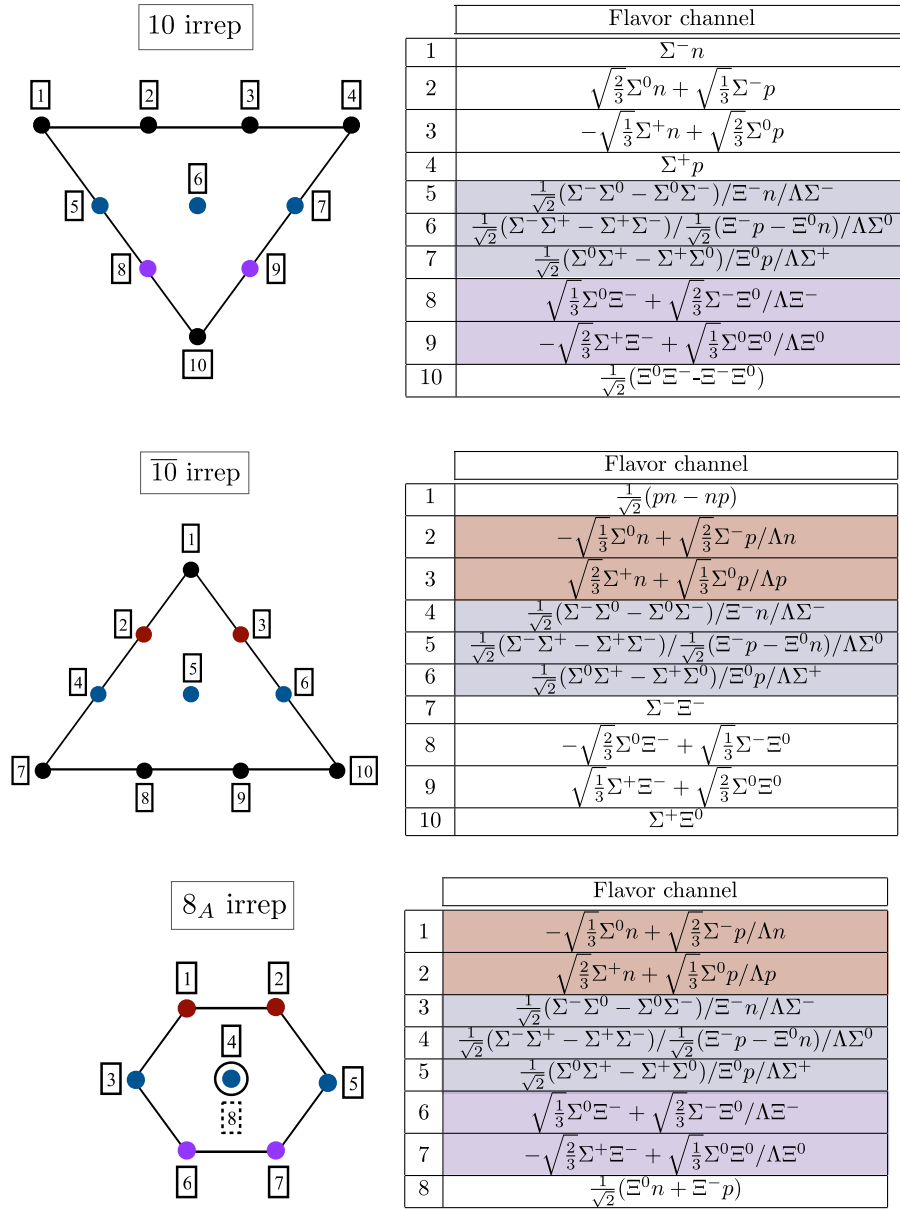 10 irrep
Flavor channel
1 Σ⁻n
2 √(2/3)Σ⁰n + √(1/3)Σ⁻p
3 −√(1/3)Σ⁺n + √(2/3)Σ⁰p
4 Σ⁺p
5 1/√2(Σ⁻Σ⁰ − Σ⁰Σ⁻)/Ξ⁻n/ΛΣ⁻
6 1/√2(Σ⁻Σ⁺ − Σ⁺Σ⁻)/1/√2(Ξ⁻p − Ξ⁰n)/ΛΣ⁰
7 1/√2(Σ⁰Σ⁺ − Σ⁺Σ⁰)/Ξ⁰p/ΛΣ⁺
8 √(1/3)Σ⁰Ξ⁻ + √(2/3)Σ⁻Ξ⁰/ΛΞ⁻
9 −√(2/3)Σ⁺Ξ⁻ + √(1/3)Σ⁰Ξ⁰/ΛΞ⁰
10 1/√2(Ξ⁰Ξ⁻-Ξ⁻Ξ⁰)
1 2 3 4
6
5 7
8 9
10
1̅0̅ irrep
Flavor channel
1 1/√2(pn − np)
2 −√(1/3)Σ⁰n + √(2/3)Σ⁻p/Λn
3 √(2/3)Σ⁺n + √(1/3)Σ⁰p/Λp
4 1/√2(Σ⁻Σ⁰ − Σ⁰Σ⁻)/Ξ⁻n/ΛΣ⁻
5 1/√2(Σ⁻Σ⁺ − Σ⁺Σ⁻)/1/√2(Ξ⁻p − Ξ⁰n)/ΛΣ⁰
6 1/√2(Σ⁰Σ⁺ − Σ⁺Σ⁰)/Ξ⁰p/ΛΣ⁺
7 Σ⁻Ξ⁻
8 −√(2/3)Σ⁰Ξ⁻ + √(1/3)Σ⁻Ξ⁰
9 √(1/3)Σ⁺Ξ⁻ + √(2/3)Σ⁰Ξ⁰
10 Σ⁺Ξ⁰
1
2 3
5
4 6
7 10
8 9
8_A irrep
Flavor channel
1 −√(1/3)Σ⁰n + √(2/3)Σ⁻p/Λn
2 √(2/3)Σ⁺n + √(1/3)Σ⁰p/Λp
3 1/√2(Σ⁻Σ⁰ − Σ⁰Σ⁻)/Ξ⁻n/ΛΣ⁻
4 1/√2(Σ⁻Σ⁺ − Σ⁺Σ⁻)/1/√2(Ξ⁻p − Ξ⁰n)/ΛΣ⁰
5 1/√2(Σ⁰Σ⁺ − Σ⁺Σ⁰)/Ξ⁰p/ΛΣ⁺
6 √(1/3)Σ⁰Ξ⁻ + √(2/3)Σ⁻Ξ⁰/ΛΞ⁻
7 −√(2/3)Σ⁺Ξ⁻ + √(1/3)Σ⁰Ξ⁰/ΛΞ⁰
8 1/√2(Ξ⁰n + Ξ⁻p)
1 2
4
3 5
8
6 7